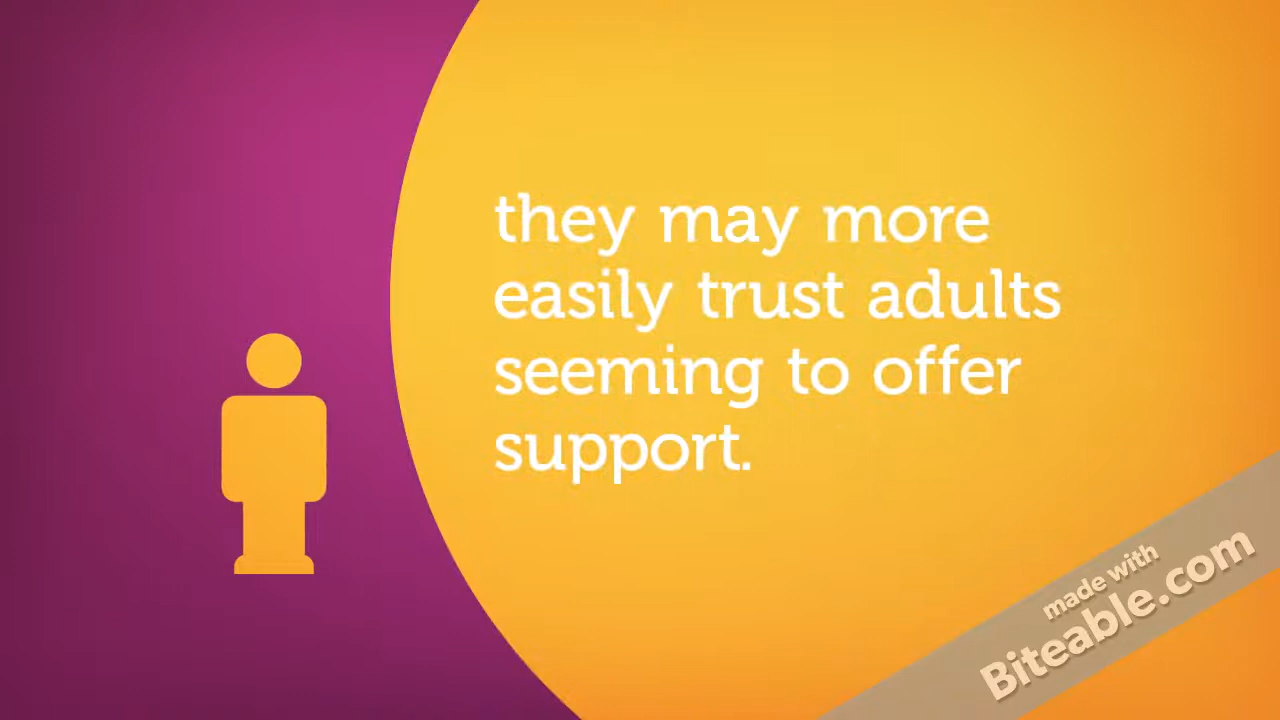 they may more
easily trust adults
seeming to offer
support.
made with
Biteable.com